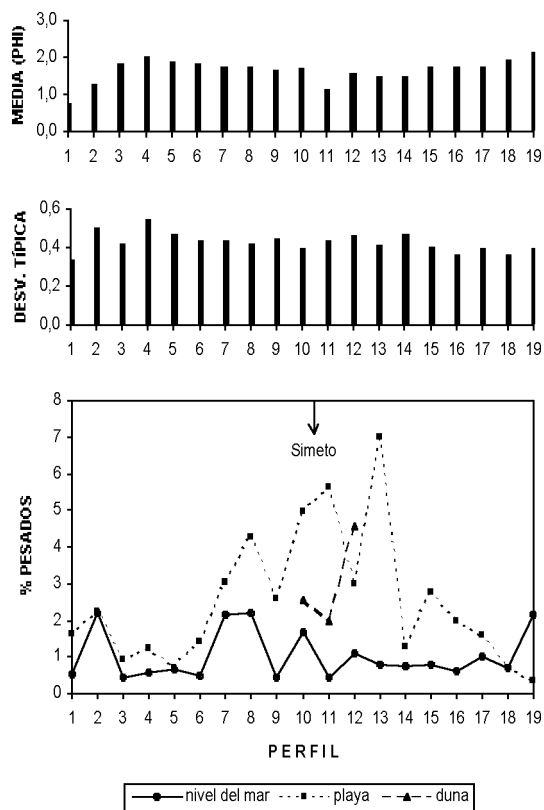 MEDIA (PHI)
3,0
2,0
1,0
0,0
1 2 3 4 5 6 7 8 9 10 11 12 13 14 15 16 17 18 19
DESV. TÍPICA
0,6
0,4
0,2
0,0
1 2 3 4 5 6 7 8 9 10 11 12 13 14 15 16 17 18 19
% PESADOS
8
7
6
5
4
3
2
1
0
Simeto
1 2 3 4 5 6 7 8 9 10 11 12 13 14 15 16 17 18 19
PERFIL
nivel del mar playa duna